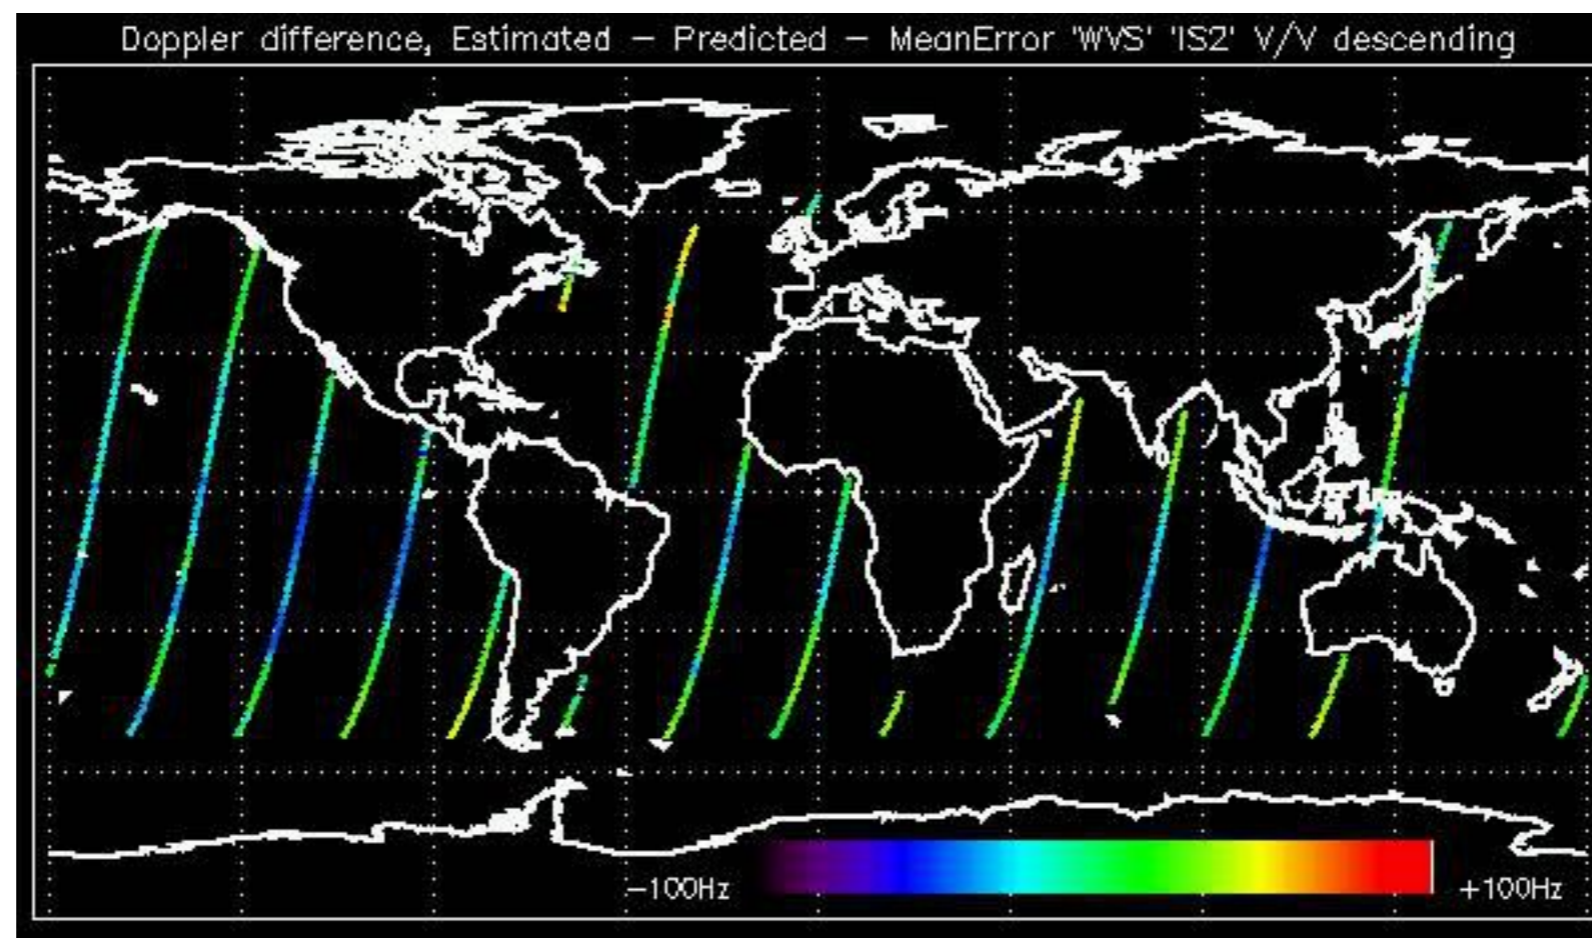 Doppler difference, Estimated – Predicted – MeanError 'WVS' 'IS2' V/V descending
–100Hz +100Hz